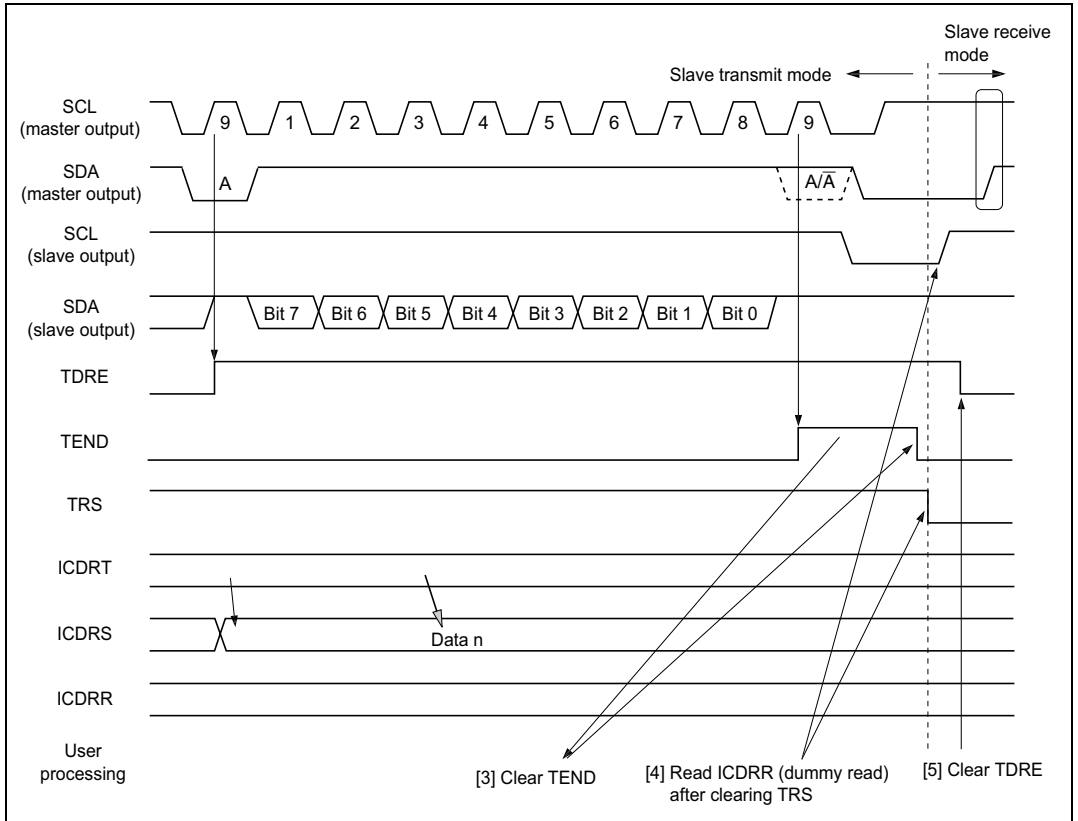 Slave receive
mode
Slave transmit mode
SCL
(master output)
9 1 2 3 4 5 6 7 8 9
SDA
(master output)
A A/A̅
SCL
(slave output)
SDA
(slave output)
Bit 7 Bit 6 Bit 5 Bit 4 Bit 3 Bit 2 Bit 1 Bit 0
TDRE
TEND
TRS
ICDRT
ICDRS
Data n
ICDRR
User
processing
[3] Clear TEND
[4] Read ICDRR (dummy read)
after clearing TRS
[5] Clear TDRE